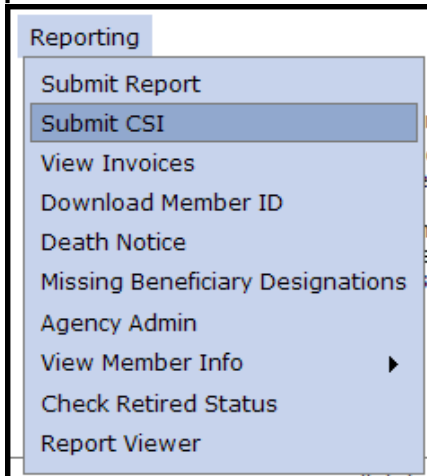 Reporting
Submit Report
Submit CSI
View Invoices
Download Member ID
Death Notice
Missing Beneficiary Designations
Agency Admin
View Member Info
Check Retired Status
Report Viewer